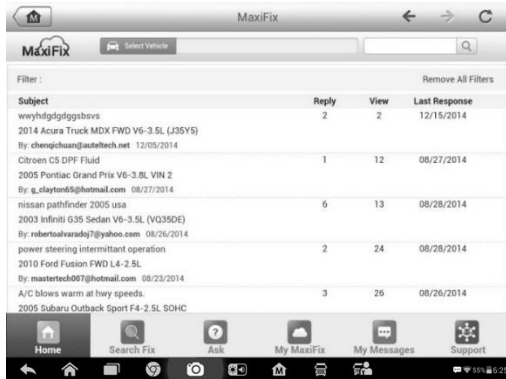 MaxiFix
MaxiFix
Select Vehicle
Filter :
Remove All Filters
Subject Reply View Last Response
wwyhdgdgdggsbsvs 2 2 12/15/2014
2014 Acura Truck MDX FWD V6-3.5L (J35Y5)
By: chenqichuan@auteltech.net 12/05/2014
Citroen C5 DPF Fluid 1 12 08/27/2014
2005 Pontiac Grand Prix V6-3.8L VIN 2
By: g_clayton65@hotmail.com 08/27/2014
nissan pathfinder 2005 usa 6 13 08/28/2014
2003 Infiniti G35 Sedan V6-3.5L (VQ35DE)
By: robertoalvaradoj7@yahoo.com 08/26/2014
power steering intermittant operation 2 24 08/28/2014
2010 Ford Fusion FWD L4-2.5L
By: mastertech007@hotmail.com 08/23/2014
A/C blows warm at hwy speeds. 3 26 08/26/2014
2005 Subaru Outback Sport F4-2.5L SOHC
Home Search Fix Ask My MaxiFix My Messages Support
55% 6:25